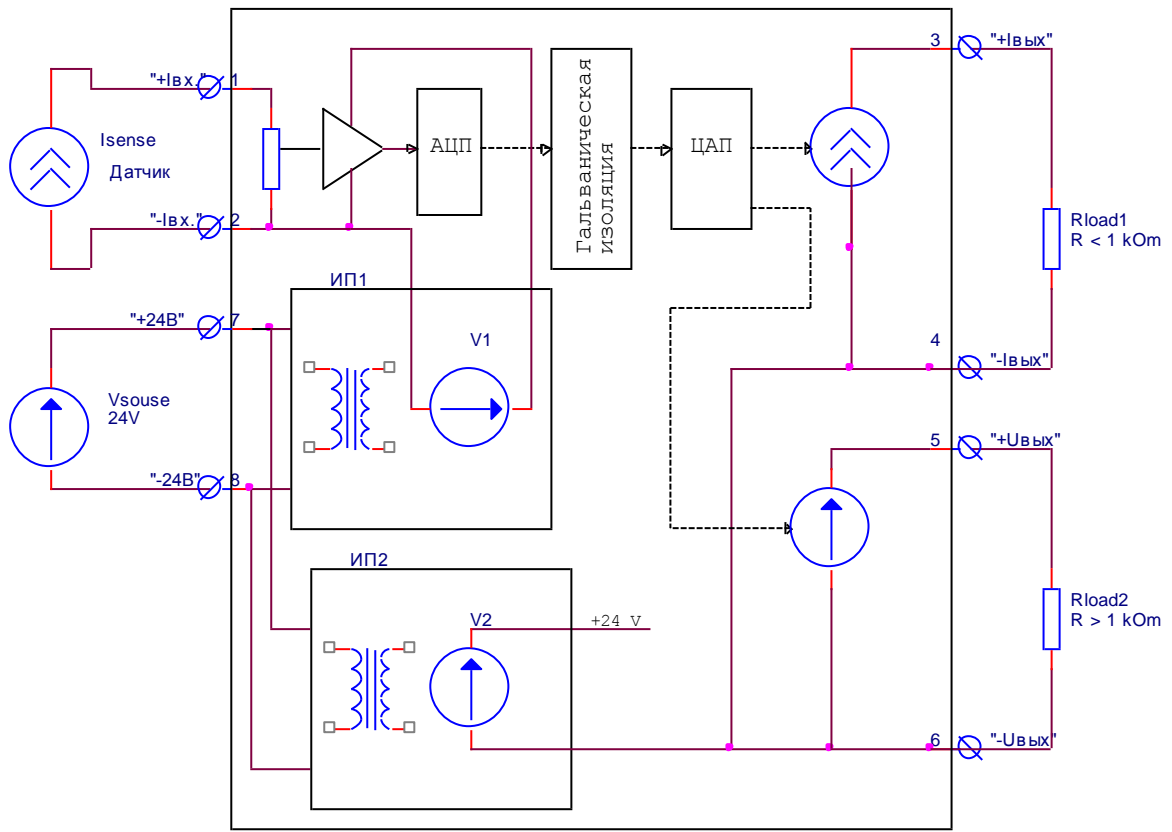 "+Iвх."
1
Isense
Датчик
"-Iвх."
2
АЦП
Гальваническая
изоляция
ЦАП
3
"+Iвых"
Rload1
R < 1 kOm
4
"-Iвых"
ИП1
"+24В"
7
V1
Vsouse
24V
"-24В"
8
5
"+Uвых"
ИП2
V2
+24 V
Rload2
R > 1 kOm
6
"-Uвых"